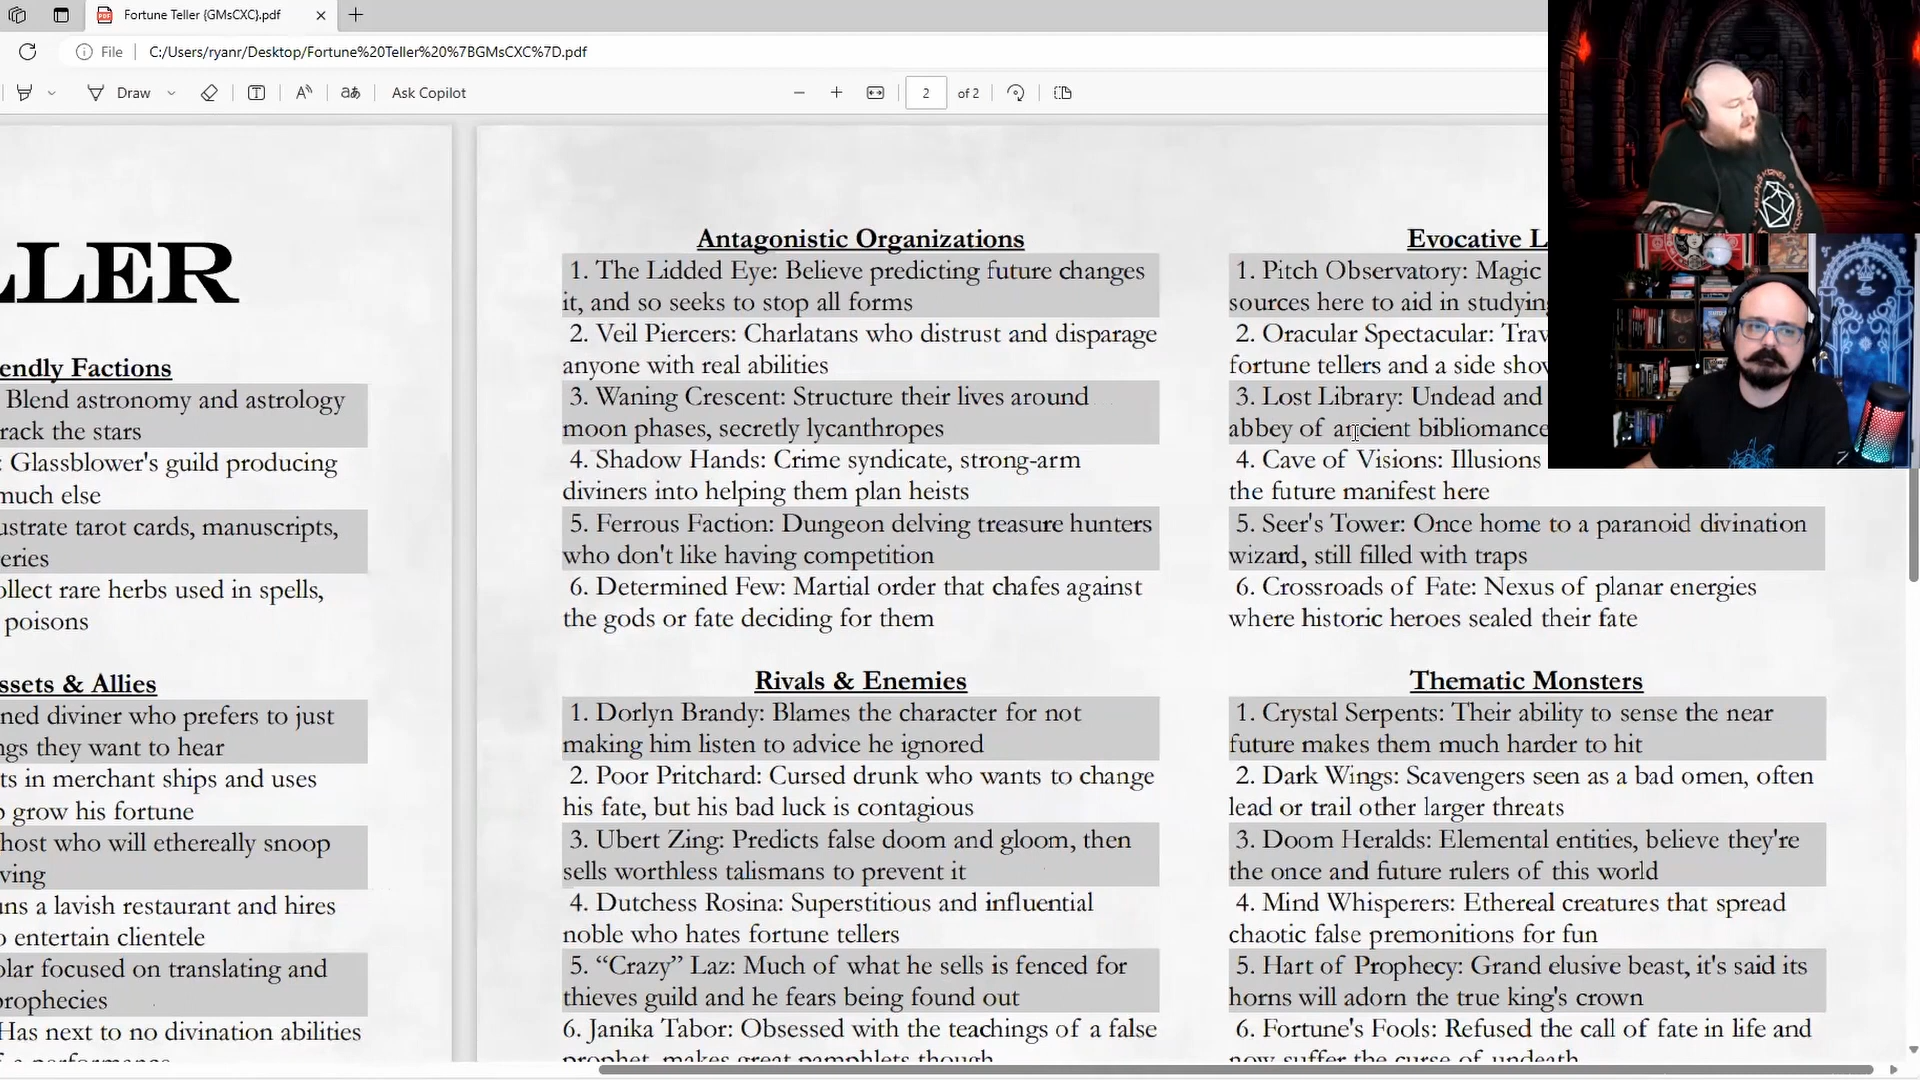 Fortune Teller {GMsCXC}.pdf
File
C:/Users/ryanr/Desktop/Fortune%20Teller%20%7BGMsCXC%7D.pdf
Draw
Ask Copilot
2
of 2
LLER
endly Factions
Blend astronomy and astrology
rack the stars
: Glassblower's guild producing
much else
ustrate tarot cards, manuscripts,
eries
ollect rare herbs used in spells,
poisons
ssets & Allies
ned diviner who prefers to just
ngs they want to hear
ts in merchant ships and uses
o grow his fortune
host who will ethereally snoop
ving
uns a lavish restaurant and hires
o entertain clientele
olar focused on translating and
prophecies
Has next to no divination abilities
Antagonistic Organizations
1. The Lidded Eye: Believe predicting future changes
it, and so seeks to stop all forms
2. Veil Piercers: Charlatans who distrust and disparage
anyone with real abilities
3. Waning Crescent: Structure their lives around
moon phases, secretly lycanthropes
4. Shadow Hands: Crime syndicate, strong-arm
diviners into helping them plan heists
5. Ferrous Faction: Dungeon delving treasure hunters
who don't like having competition
6. Determined Few: Martial order that chafes against
the gods or fate deciding for them
Rivals & Enemies
1. Dorlyn Brandy: Blames the character for not
making him listen to advice he ignored
2. Poor Pritchard: Cursed drunk who wants to change
his fate, but his bad luck is contagious
3. Ubert Zing: Predicts false doom and gloom, then
sells worthless talismans to prevent it
4. Dutchess Rosina: Superstitious and influential
noble who hates fortune tellers
5. “Crazy” Laz: Much of what he sells is fenced for
thieves guild and he fears being found out
6. Janika Tabor: Obsessed with the teachings of a false
prophet, makes great pamphlets though
Evocative L
1. Pitch Observatory: Magic
sources here to aid in studying
2. Oracular Spectacular: Trav
fortune tellers and a side show
3. Lost Library: Undead and
abbey of ancient bibliomance
4. Cave of Visions: Illusions
the future manifest here
5. Seer's Tower: Once home to a paranoid divination
wizard, still filled with traps
6. Crossroads of Fate: Nexus of planar energies
where historic heroes sealed their fate
Thematic Monsters
1. Crystal Serpents: Their ability to sense the near
future makes them much harder to hit
2. Dark Wings: Scavengers seen as a bad omen, often
lead or trail other larger threats
3. Doom Heralds: Elemental entities, believe they're
the once and future rulers of this world
4. Mind Whisperers: Ethereal creatures that spread
chaotic false premonitions for fun
5. Hart of Prophecy: Grand elusive beast, it's said its
horns will adorn the true king's crown
6. Fortune's Fools: Refused the call of fate in life and
now suffer the curse of undeath